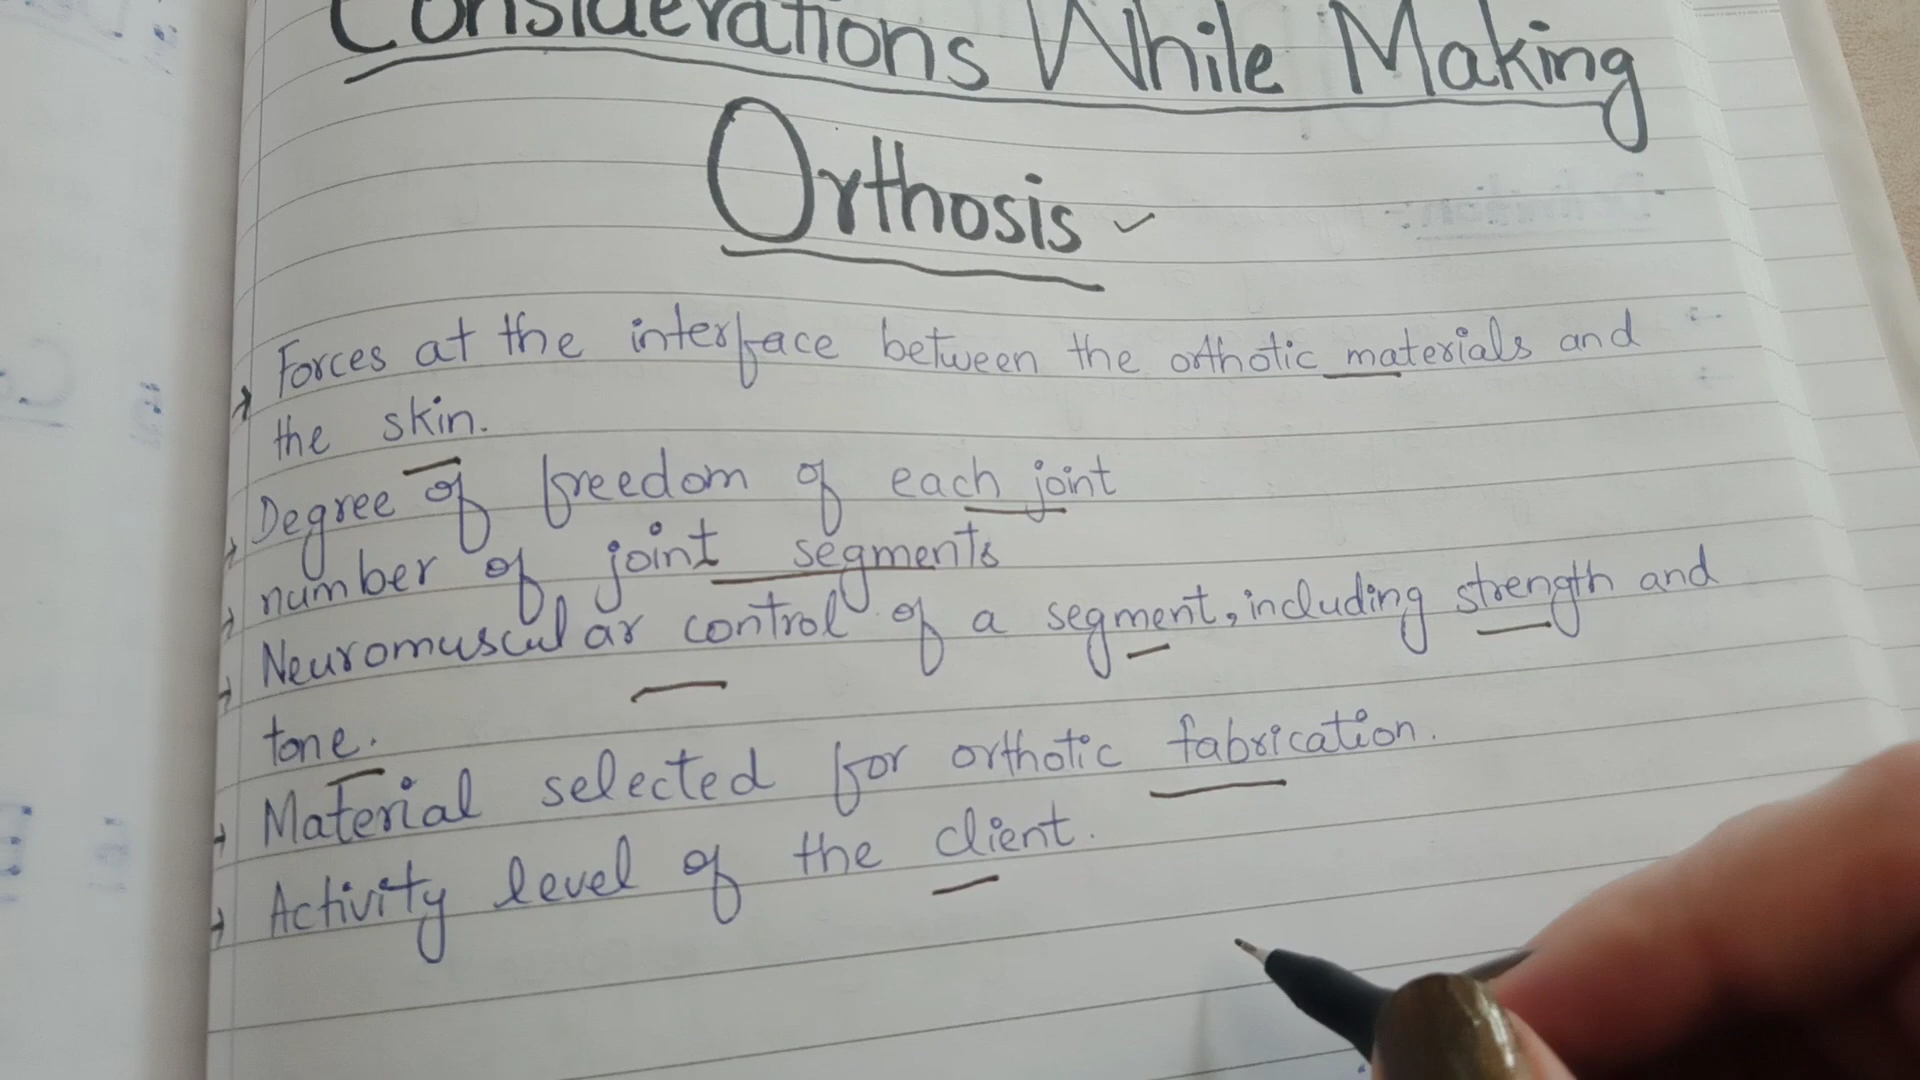 Considerations While Making
Orthosis
→ Forces at the interface between the orthotic materials and
the skin.
→ Degree of freedom of each joint
→ number of joint segments
→ Neuromuscular control of a segment, including strength and
tone.
→ Material selected for orthotic fabrication.
→ Activity level of the client.